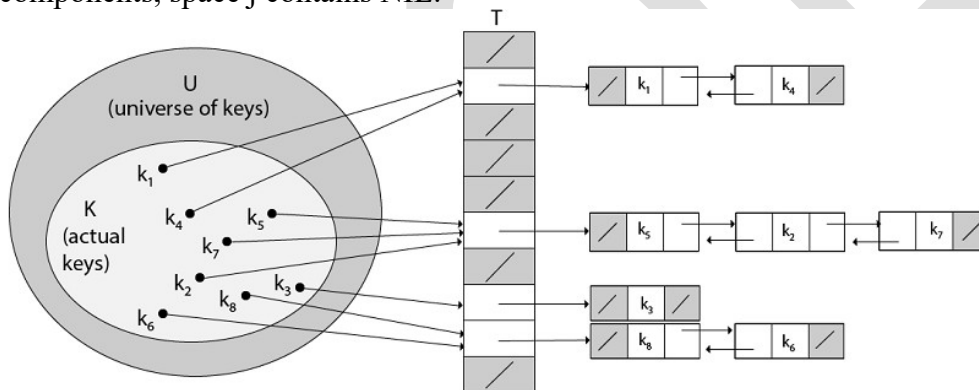 components, space j contains NIL.
T
U
(universe of keys)
k1 k4
k1
K
(actual
keys)
k4 k5
k7
k5 k2 k7
k2 k8 k3
k6
k3
k8 k6